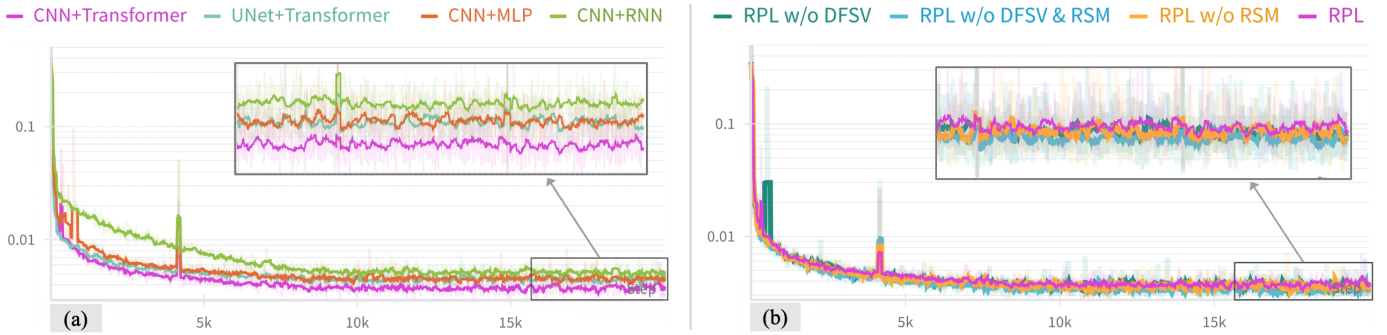 CNN+Transformer UNet+Transformer CNN+MLP CNN+RNN
0.1
0.01
Step
(a) 5k 10k 15k
RPL w/o DFSV RPL w/o DFSV & RSM RPL w/o RSM RPL
0.1
0.01
Step
(b) 5k 10k 15k